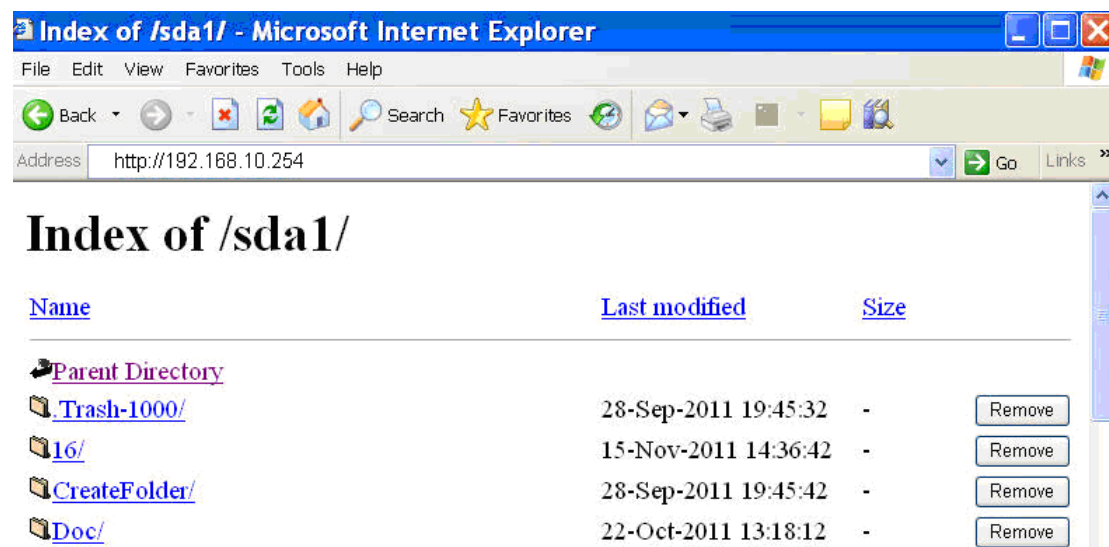 Index of /sda1/ - Microsoft Internet Explorer
File Edit View Favorites Tools Help
Back Search Favorites
Address http://192.168.10.254 Go Links »
Index of /sda1/
Name Last modified Size
Parent Directory
.Trash-1000/ 28-Sep-2011 19:45:32 - Remove
16/ 15-Nov-2011 14:36:42 - Remove
CreateFolder/ 28-Sep-2011 19:45:42 - Remove
Doc/ 22-Oct-2011 13:18:12 - Remove